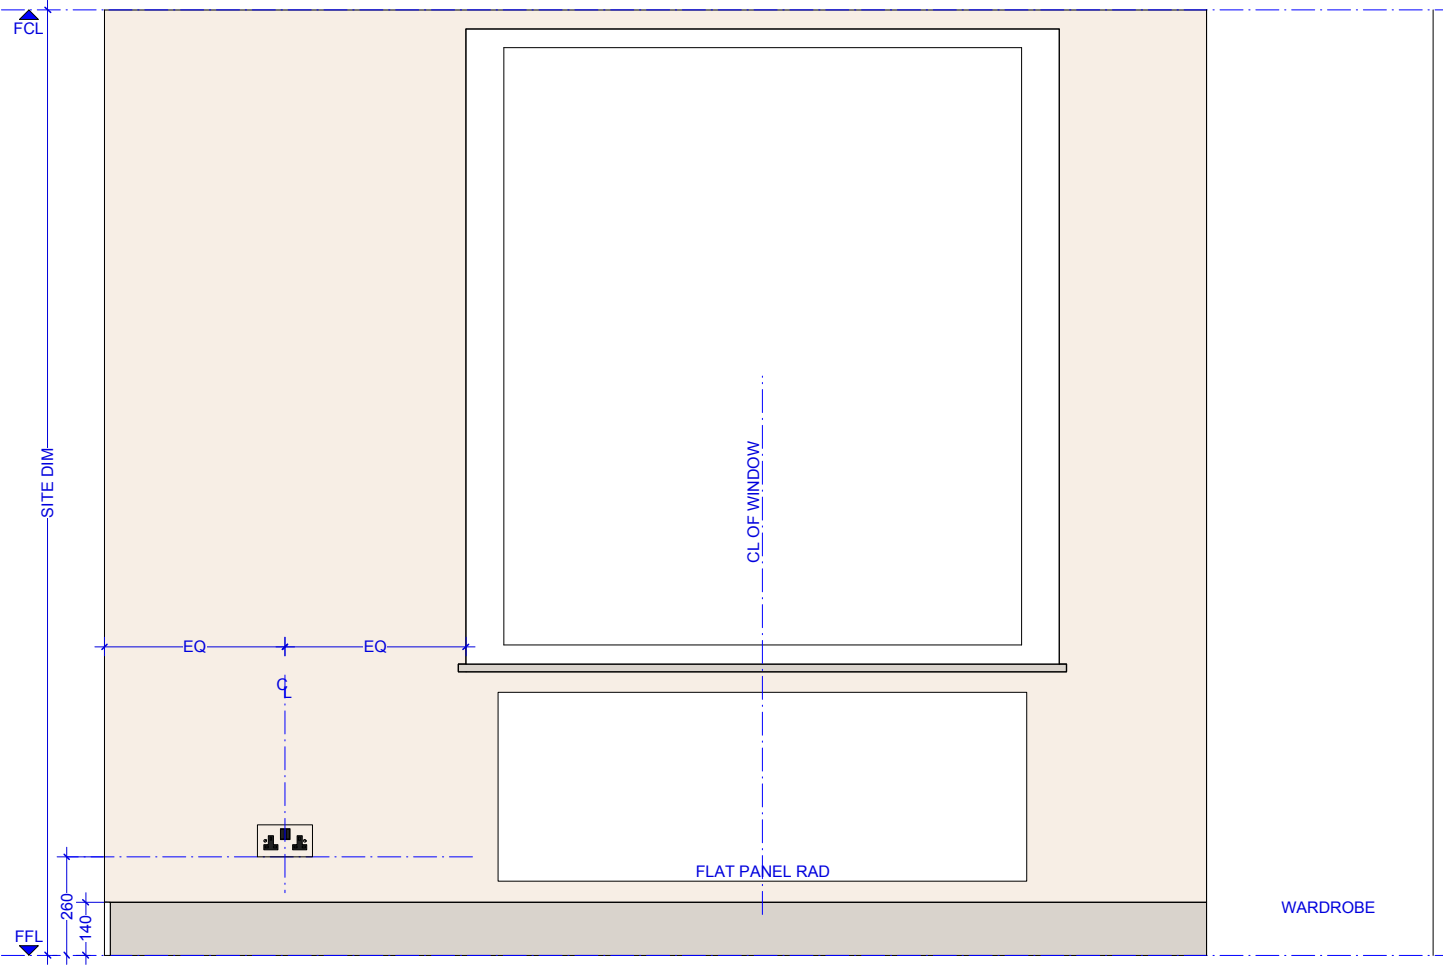 FCL
SITE DIM
CL OF WINDOW
EQ
EQ
CL
FLAT PANEL RAD
260
140
WARDROBE
FFL